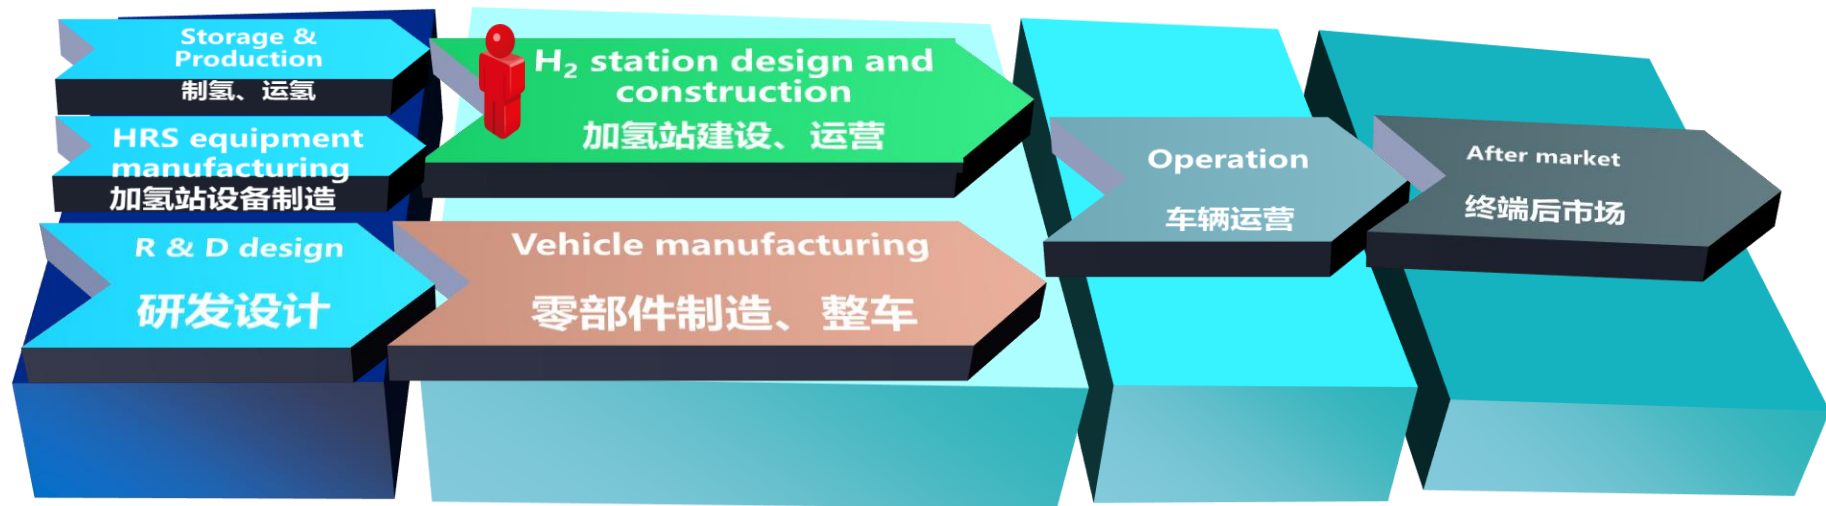 Storage &
Production
制氢、运氢
HRS equipment
manufacturing
加氢站设备制造
R & D design
研发设计
H₂ station design and
construction
加氢站建设、运营
Vehicle manufacturing
零部件制造、整车
Operation
车辆运营
After market
终端后市场